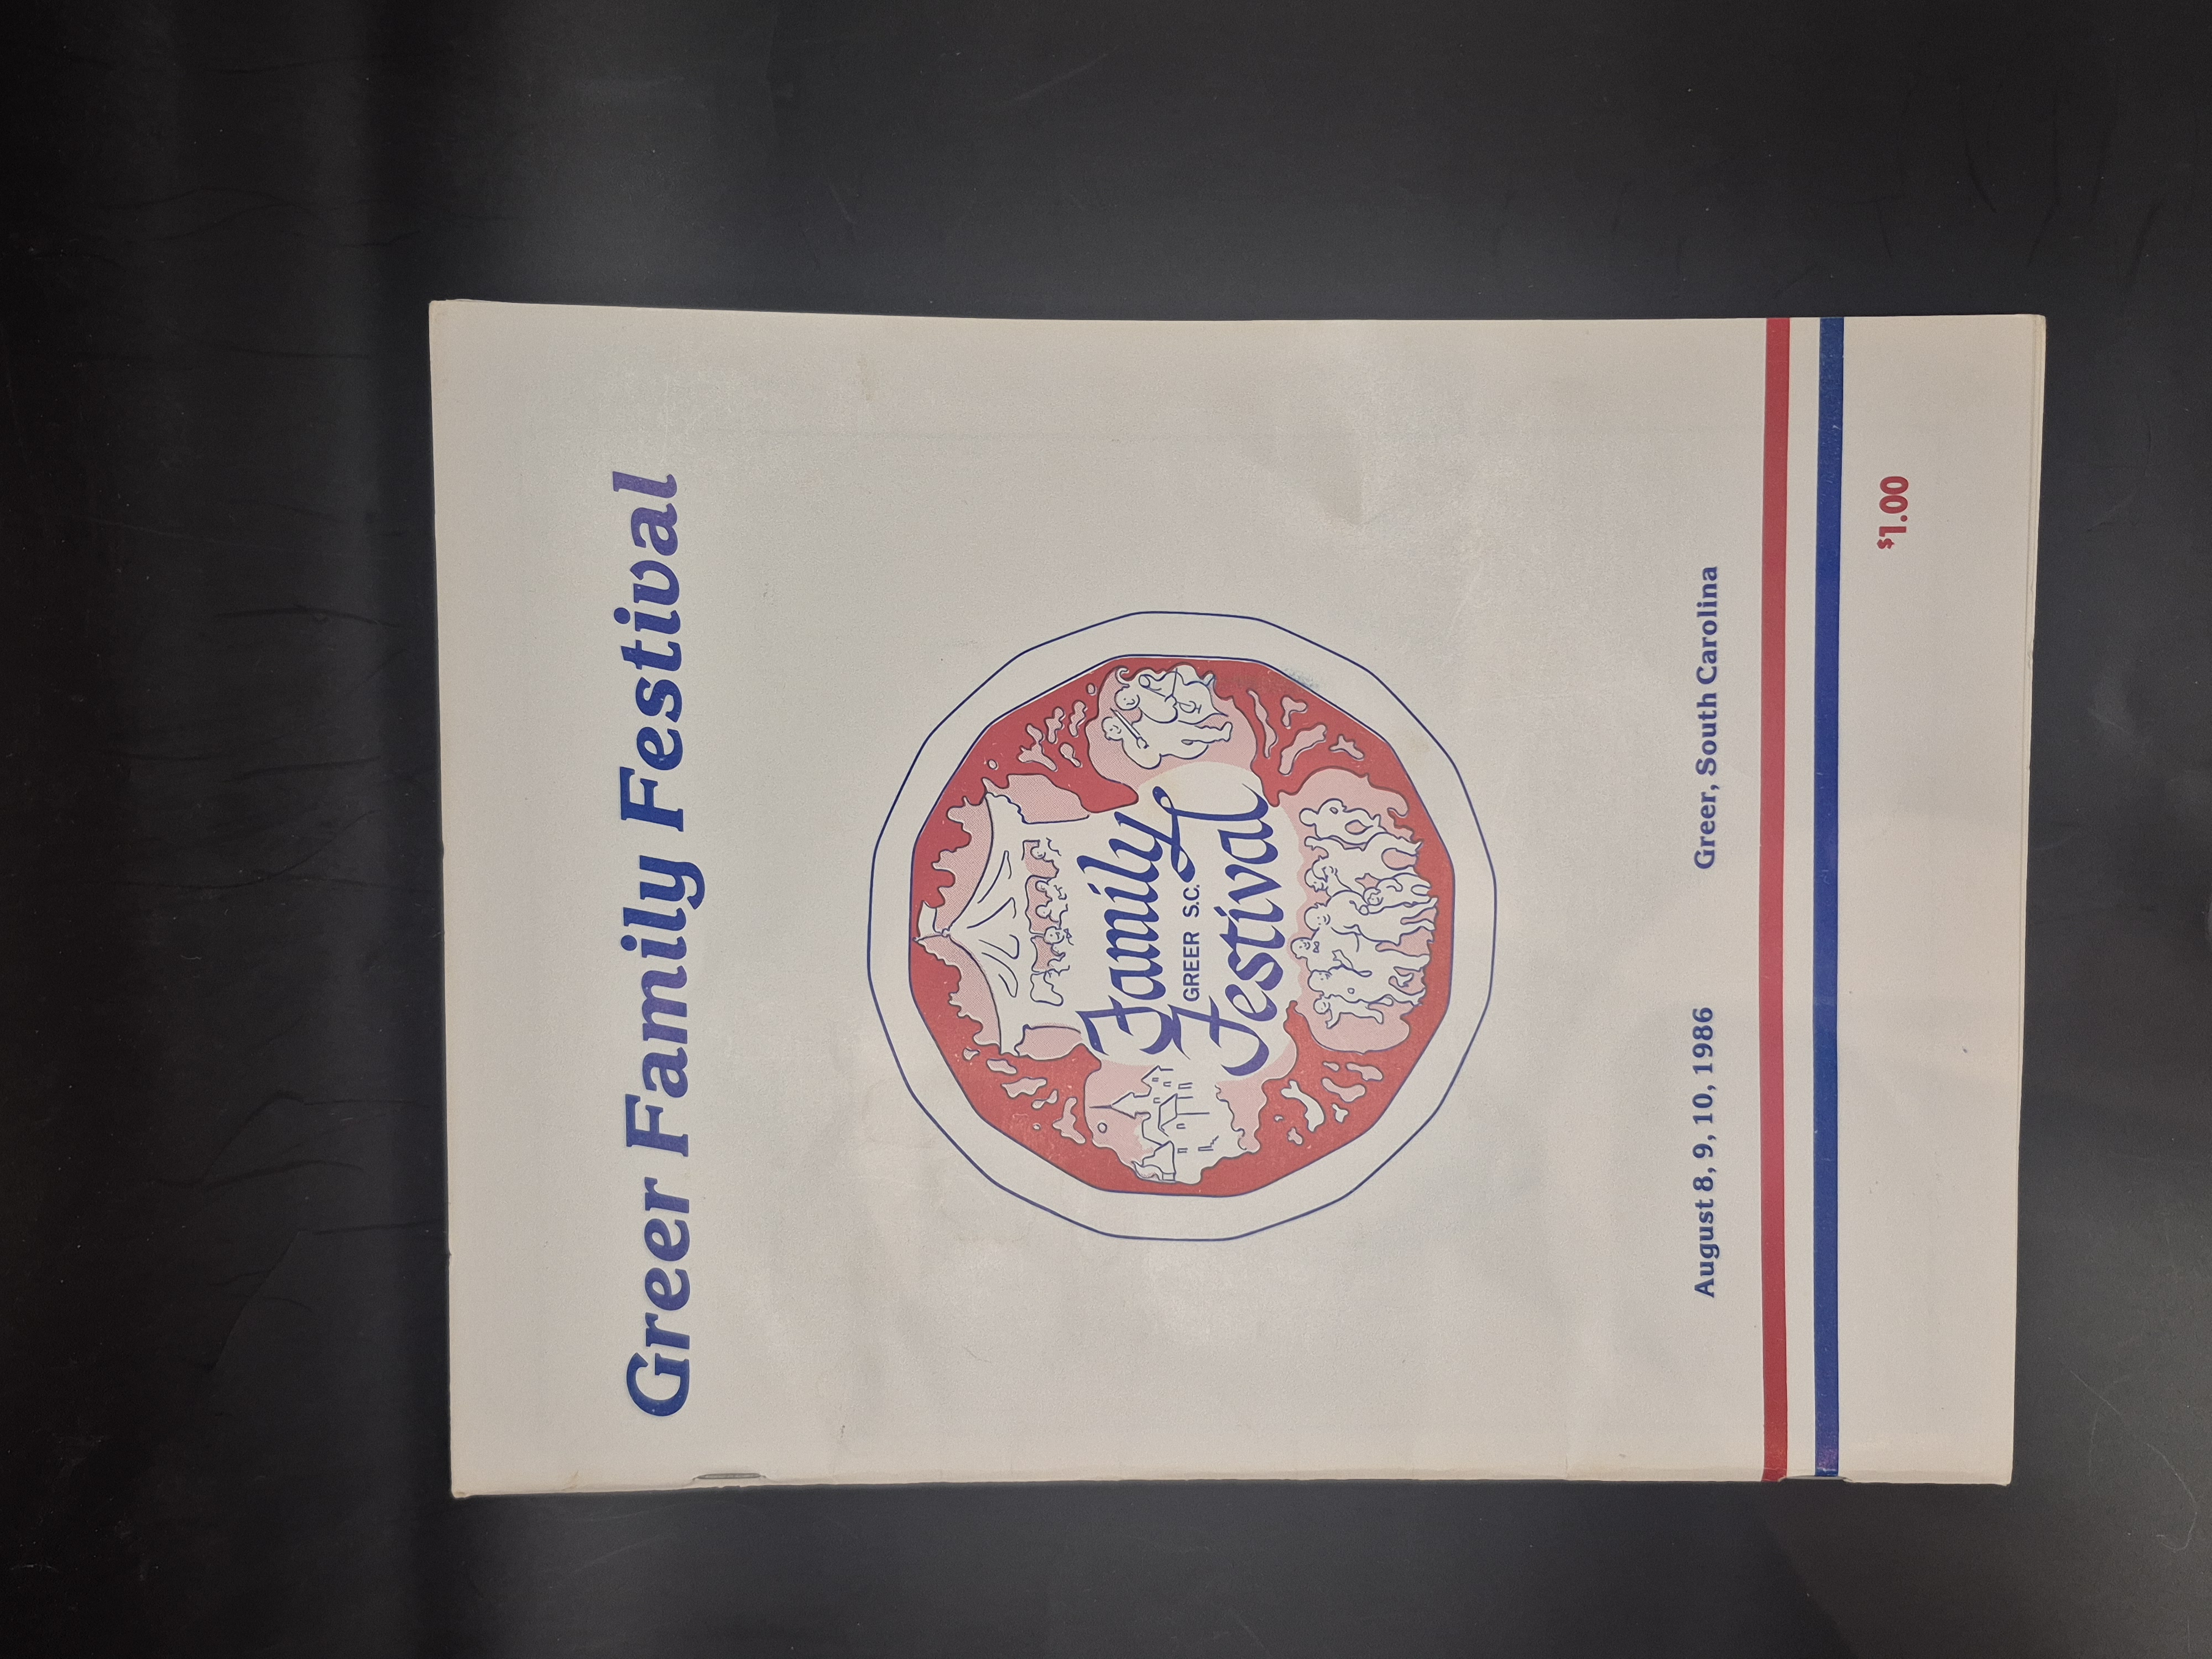 Greer Family Festival
Family
GREER S.C.
Festival
August 8, 9, 10, 1986 Greer, South Carolina
$1.00